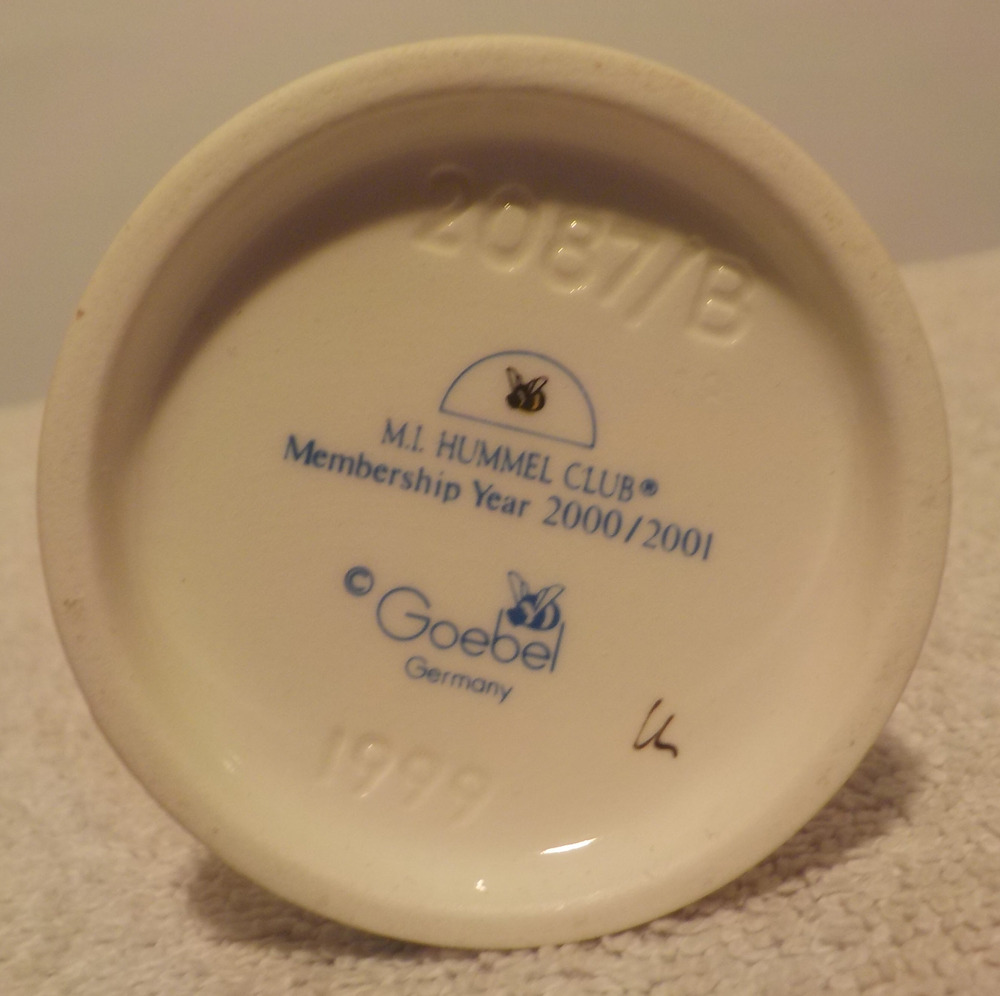 2087/B
M.I. HUMMEL CLUB®
Membership Year 2000/2001
© Goebel
Germany
1999